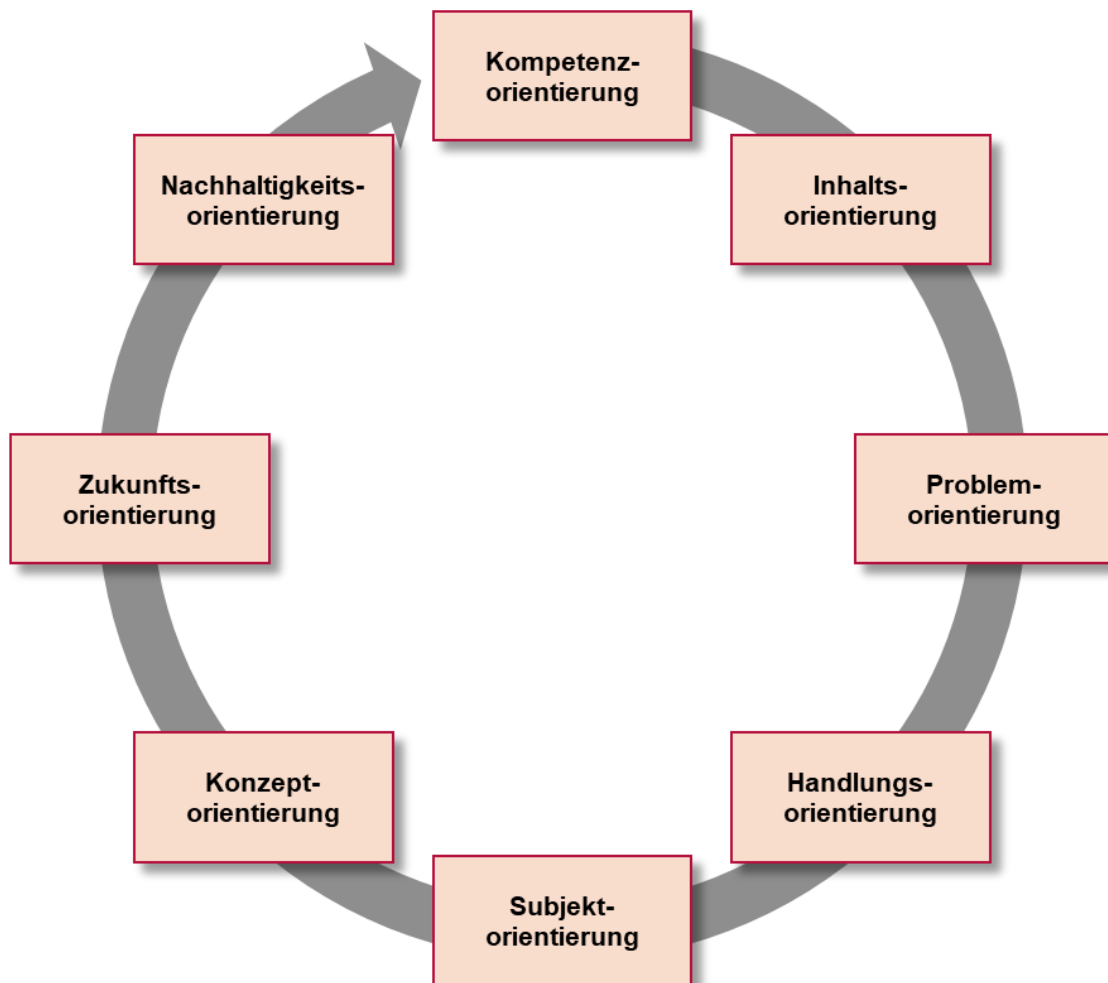 Kompetenz-
orientierung
Inhalts-
orientierung
Problem-
orientierung
Handlungs-
orientierung
Subjekt-
orientierung
Konzept-
orientierung
Zukunfts-
orientierung
Nachhaltigkeits-
orientierung